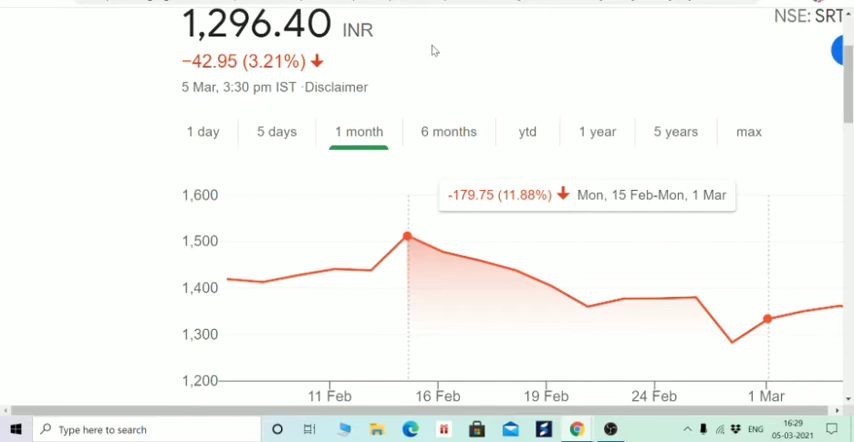 1,296.40 INR
NSE: SRT
−42.95 (3.21%)
5 Mar, 3:30 pm IST · Disclaimer
1 day
5 days
1 month
6 months
ytd
1 year
5 years
max
-179.75 (11.88%) Mon, 15 Feb-Mon, 1 Mar
1,600
1,500
1,400
1,300
1,200
11 Feb
16 Feb
19 Feb
24 Feb
1 Mar
Type here to search
ENG
16:29
05-03-2021